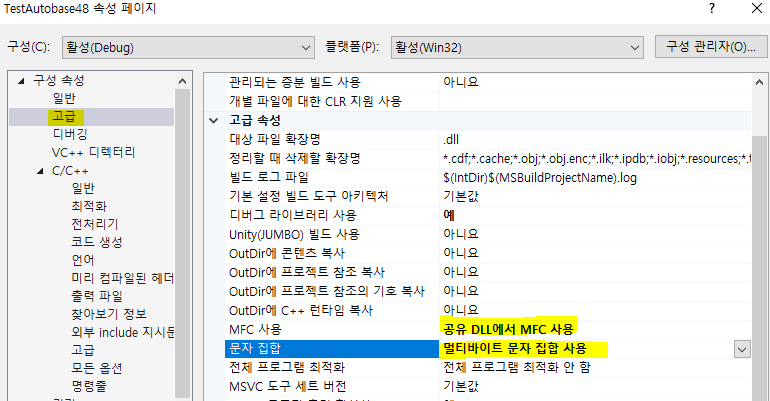 TestAutobase48 속성 페이지 ? ×
구성(C): 활성(Debug) 플랫폼(P): 활성(Win32) 구성 관리자(O)...
구성 속성
일반
고급
디버깅
VC++ 디렉터리
C/C++
일반
최적화
전처리기
코드 생성
언어
미리 컴파일된 헤더
출력 파일
찾아보기 정보
외부 include 지시문
고급
모든 옵션
명령줄
관리되는 증분 빌드 사용 아니요
개별 파일에 대한 CLR 지원 사용
고급 속성
대상 파일 확장명 .dll
정리할 때 삭제할 확장명 *.cdf;*.cache;*.obj;*.obj.enc;*.ilk;*.ipdb;*.iobj;*.resources;*.t
빌드 로그 파일 $(IntDir)$(MSBuildProjectName).log
기본 설정 빌드 도구 아키텍처 기본값
디버그 라이브러리 사용 예
Unity(JUMBO) 빌드 사용 아니요
OutDir에 콘텐츠 복사 아니요
OutDir에 프로젝트 참조 복사 아니요
OutDir에 프로젝트 참조의 기호 복사 아니요
OutDir에 C++ 런타임 복사 아니요
MFC 사용 공유 DLL에서 MFC 사용
문자 집합 멀티바이트 문자 집합 사용
전체 프로그램 최적화 전체 프로그램 최적화 안 함
MSVC 도구 세트 버전 기본값